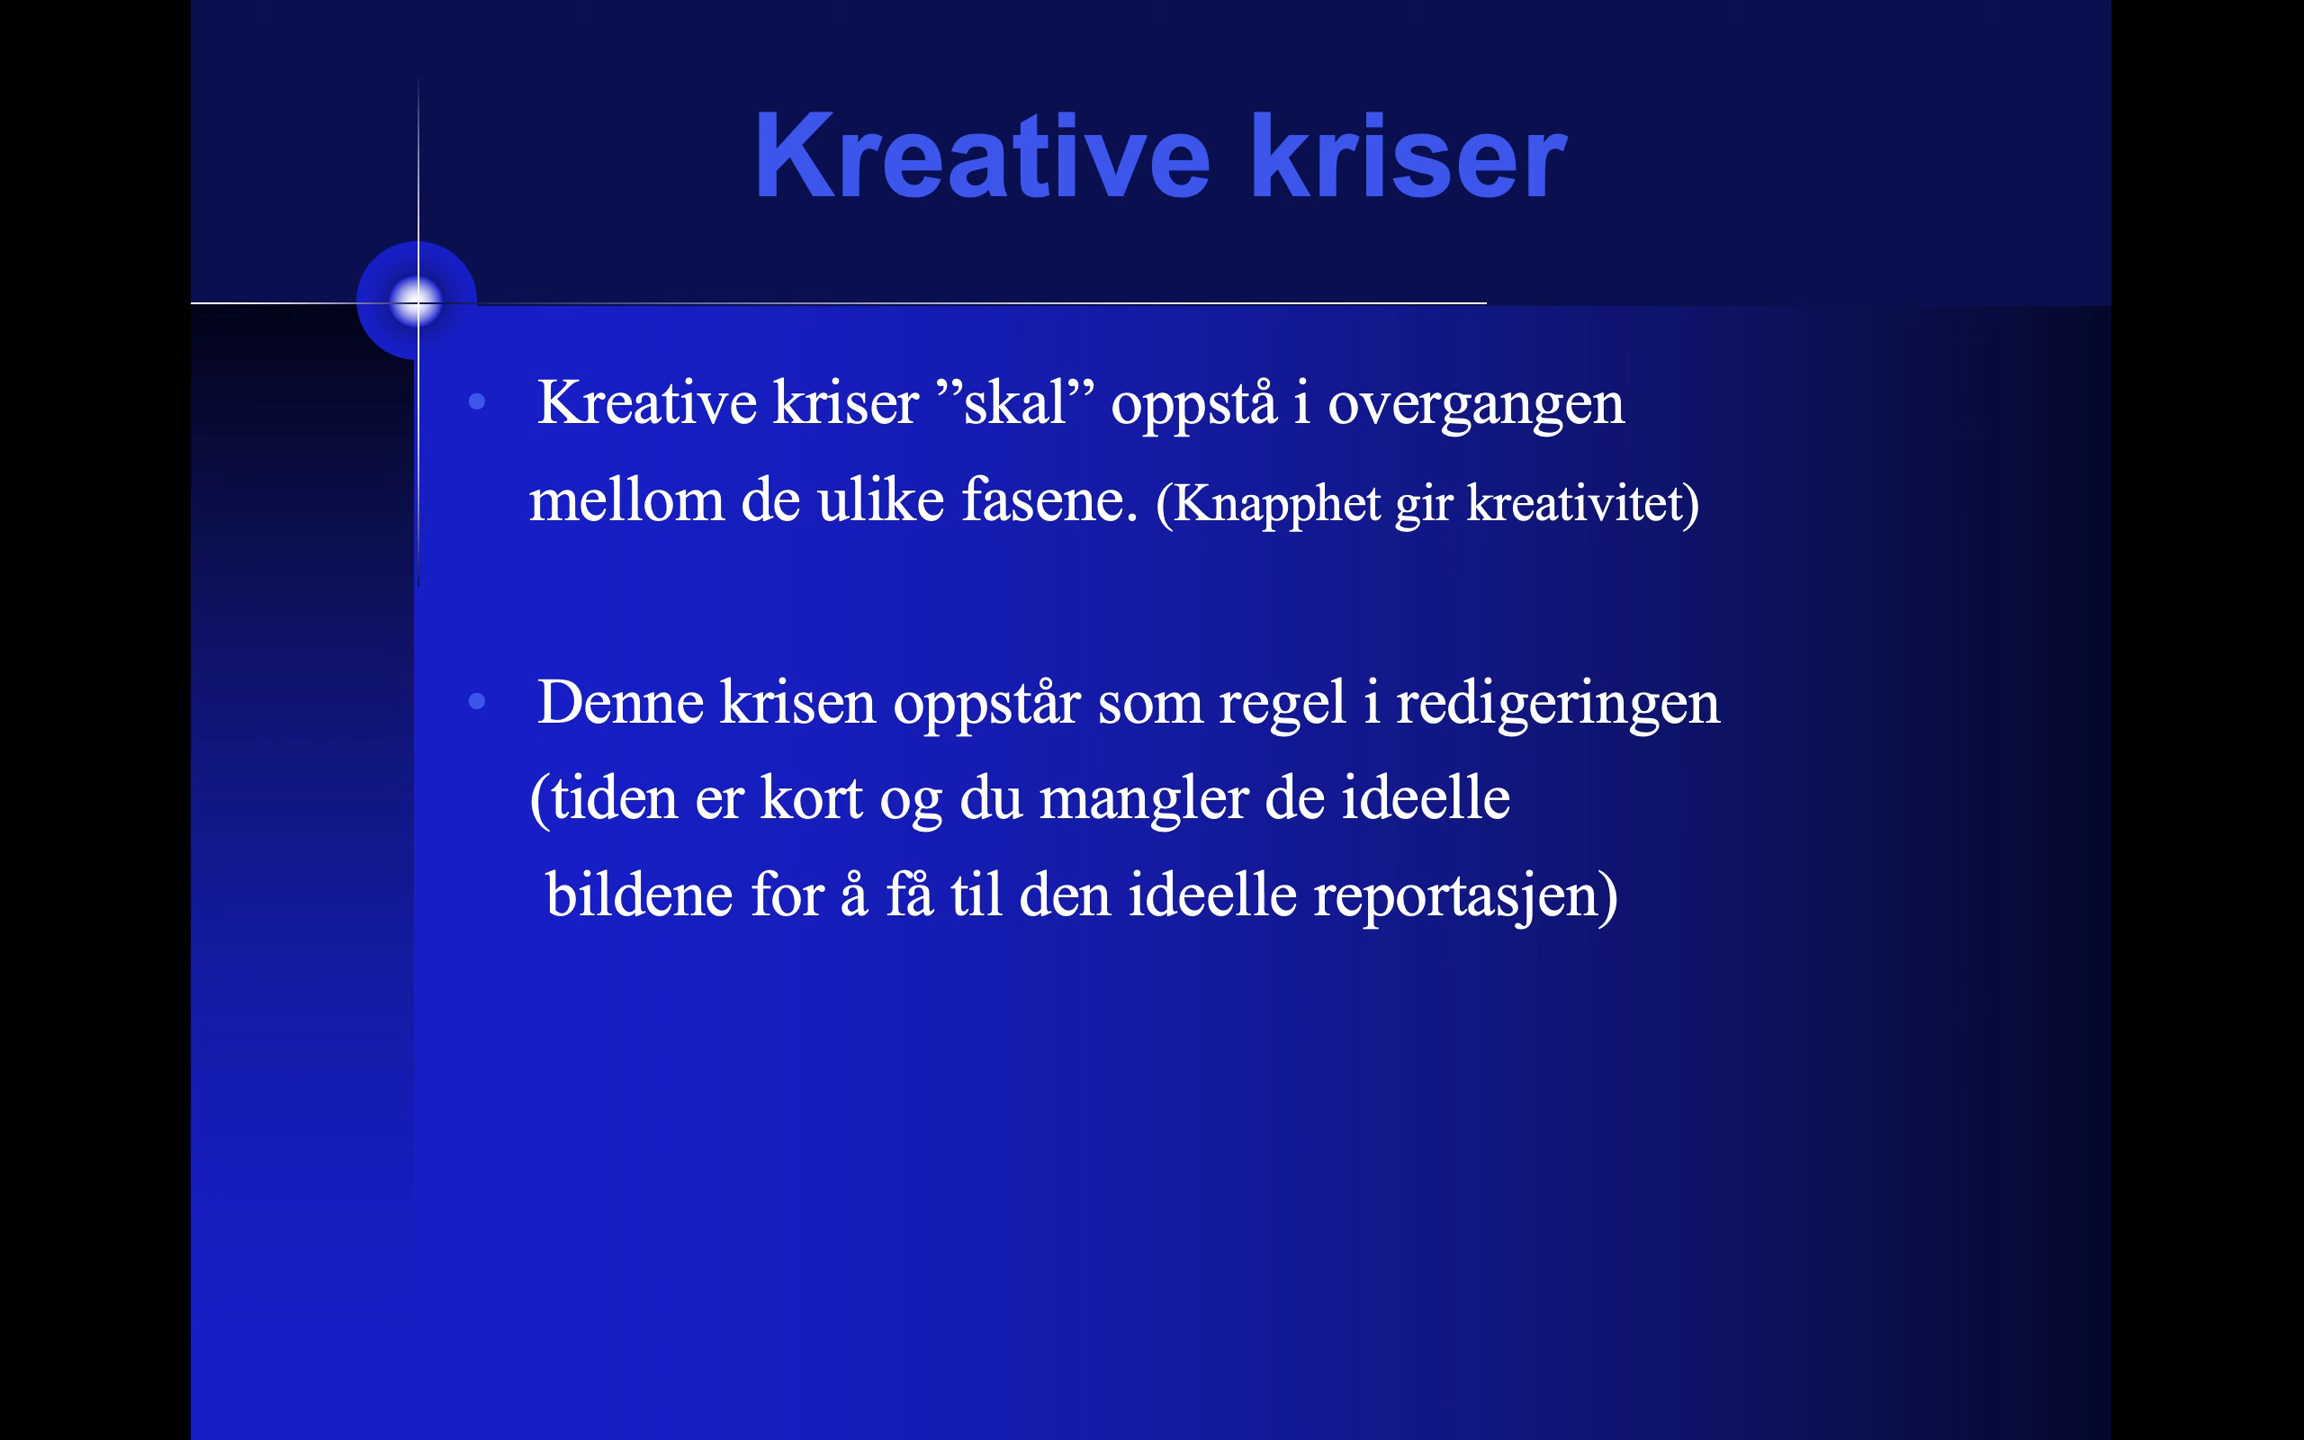 Kreative kriser
• Kreative kriser ”skal” oppstå i overgangen
mellom de ulike fasene. (Knapphet gir kreativitet)
• Denne krisen oppstår som regel i redigeringen
(tiden er kort og du mangler de ideelle
bildene for å få til den ideelle reportasjen)